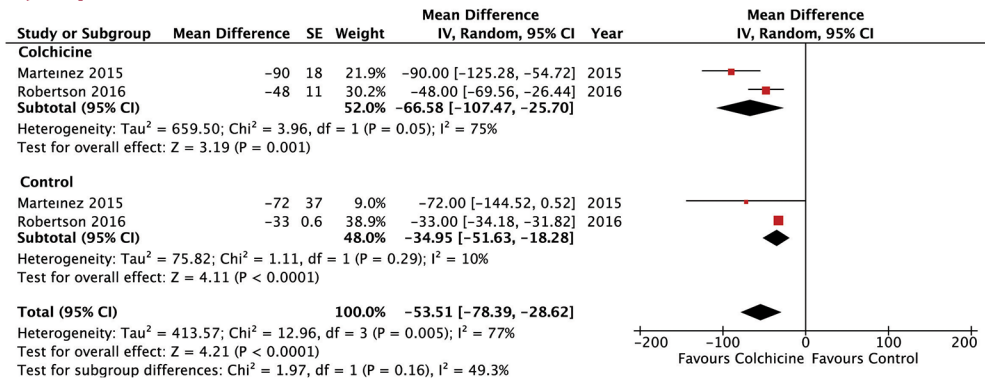 Mean Difference Mean Difference
Study or Subgroup Mean Difference SE Weight IV, Random, 95% CI Year IV, Random, 95% CI
Colchicine
Marteınez 2015 −90 18 21.9% −90.00 [−125.28, −54.72] 2015
Robertson 2016 −48 11 30.2% −48.00 [−69.56, −26.44] 2016
Subtotal (95% CI) 52.0% −66.58 [−107.47, −25.70]
Heterogeneity: Tau² = 659.50; Chi² = 3.96, df = 1 (P = 0.05); I² = 75%
Test for overall effect: Z = 3.19 (P = 0.001)
Control
Marteınez 2015 −72 37 9.0% −72.00 [−144.52, 0.52] 2015
Robertson 2016 −33 0.6 38.9% −33.00 [−34.18, −31.82] 2016
Subtotal (95% CI) 48.0% −34.95 [−51.63, −18.28]
Heterogeneity: Tau² = 75.82; Chi² = 1.11, df = 1 (P = 0.29); I² = 10%
Test for overall effect: Z = 4.11 (P < 0.0001)
Total (95% CI) 100.0% −53.51 [−78.39, −28.62]
Heterogeneity: Tau² = 413.57; Chi² = 12.96, df = 3 (P = 0.005); I² = 77%
Test for overall effect: Z = 4.21 (P < 0.0001)
Test for subgroup differences: Chi² = 1.97, df = 1 (P = 0.16), I² = 49.3%
−200 −100 0 100 200
Favours Colchicine Favours Control